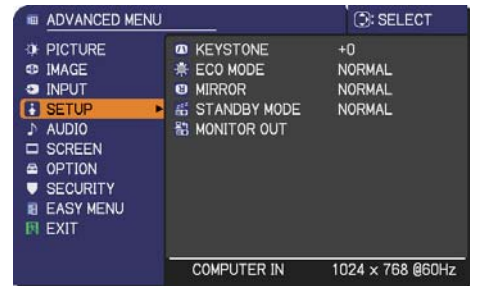 ADVANCED MENU : SELECT
PICTURE
IMAGE
INPUT
SETUP
AUDIO
SCREEN
OPTION
SECURITY
EASY MENU
EXIT
KEYSTONE +0
ECO MODE NORMAL
MIRROR NORMAL
STANDBY MODE NORMAL
MONITOR OUT
COMPUTER IN 1024 x 768 @60Hz